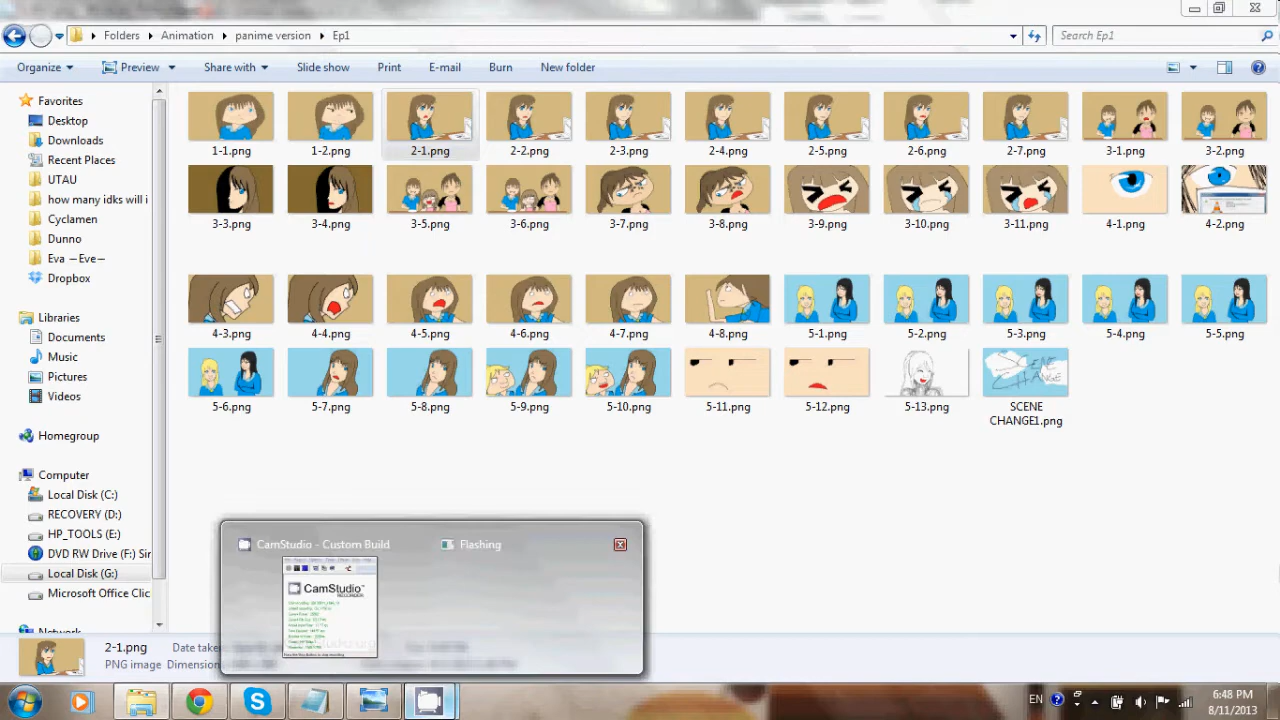 Folders Animation panime version Ep1
Search Ep1
Organize Preview Share with Slide show Print E-mail Burn New folder
Favorites
Desktop
Downloads
Recent Places
UTAU
how many idks will i
Cyclamen
Dunno
Eva ~Eve~
Dropbox
Libraries
Documents
Music
Pictures
Videos
Homegroup
Computer
Local Disk (C:)
RECOVERY (D:)
HP_TOOLS (E:)
DVD RW Drive (F:) Sir
Local Disk (G:)
Microsoft Office Clic
Network
1-1.png 1-2.png 2-1.png 2-2.png 2-3.png 2-4.png 2-5.png 2-6.png 2-7.png 3-1.png 3-2.png
3-3.png 3-4.png 3-5.png 3-6.png 3-7.png 3-8.png 3-9.png 3-10.png 3-11.png 4-1.png 4-2.png
4-3.png 4-4.png 4-5.png 4-6.png 4-7.png 4-8.png 5-1.png 5-2.png 5-3.png 5-4.png 5-5.png
5-6.png 5-7.png 5-8.png 5-9.png 5-10.png 5-11.png 5-12.png 5-13.png SCENE
CHANGE1.png
SCENE
CHANGE
CamStudio - Custom Build Flashing
CamStudio
2-1.png Date taken
PNG image Dimension
EN 6:48 PM
8/11/2013